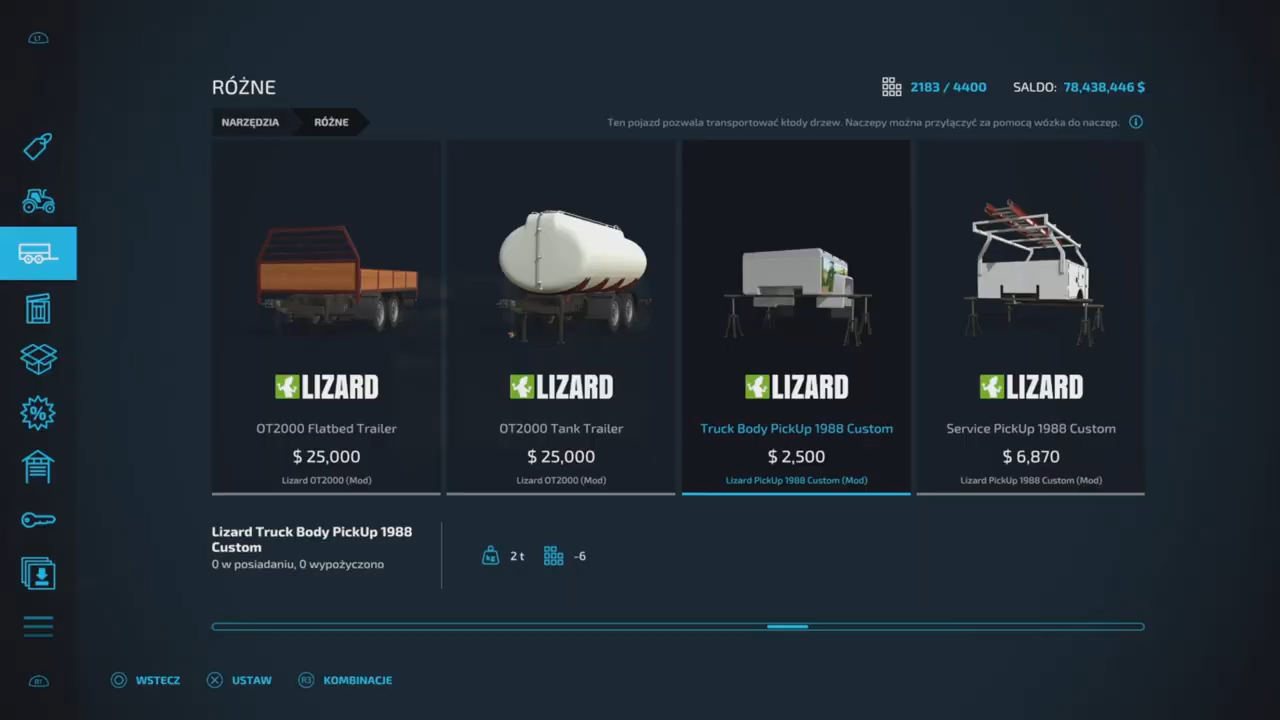 LT
RÓŻNE
2183 / 4400
SALDO: 78,438,446 $
NARZĘDZIA
RÓŻNE
Ten pojazd pozwala transportować kłody drzew. Naczepy można przyłączyć za pomocą wózka do naczep.
LIZARD
OT2000 Flatbed Trailer
$ 25,000
Lizard OT2000 (Mod)
LIZARD
OT2000 Tank Trailer
$ 25,000
Lizard OT2000 (Mod)
LIZARD
Truck Body PickUp 1988 Custom
$ 2,500
Lizard PickUp 1988 Custom (Mod)
LIZARD
Service PickUp 1988 Custom
$ 6,870
Lizard PickUp 1988 Custom (Mod)
Lizard Truck Body PickUp 1988
Custom
0 w posiadaniu, 0 wypożyczono
kg 2 t -6
RT
WSTECZ
USTAW
R3 KOMBINACJE